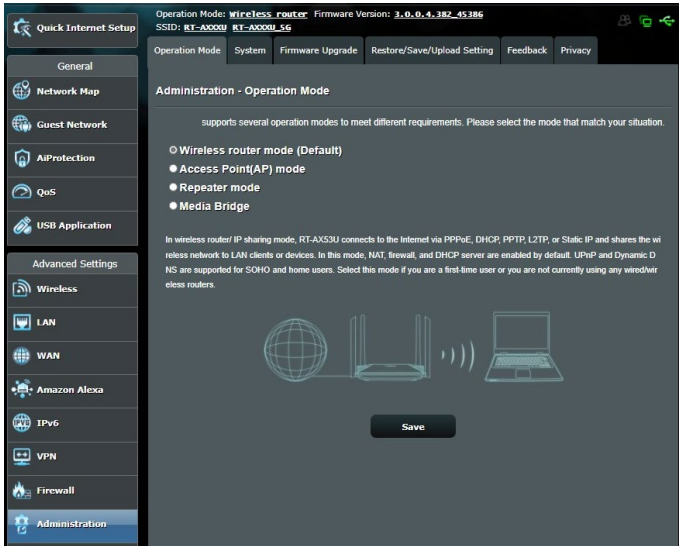 Quick Internet Setup
General
Network Map
Guest Network
AiProtection
QoS
USB Application
Advanced Settings
Wireless
LAN
WAN
Amazon Alexa
IPv6
VPN
Firewall
Administration
Operation Mode: Wireless router Firmware Version: 3.0.0.4.382_45386
SSID: RT-AXXXU RT-AXXXU_5G
Operation Mode System Firmware Upgrade Restore/Save/Upload Setting Feedback Privacy
Administration - Operation Mode
supports several operation modes to meet different requirements. Please select the mode that match your situation.
Wireless router mode (Default)
Access Point(AP) mode
Repeater mode
Media Bridge
In wireless router/ IP sharing mode, RT-AX53U connects to the Internet via PPPoE, DHCP, PPTP, L2TP, or Static IP and shares the wi
reless network to LAN clients or devices. In this mode, NAT, firewall, and DHCP server are enabled by default. UPnP and Dynamic D
NS are supported for SOHO and home users. Select this mode if you are a first-time user or you are not currently using any wired/wir
eless routers.
Save